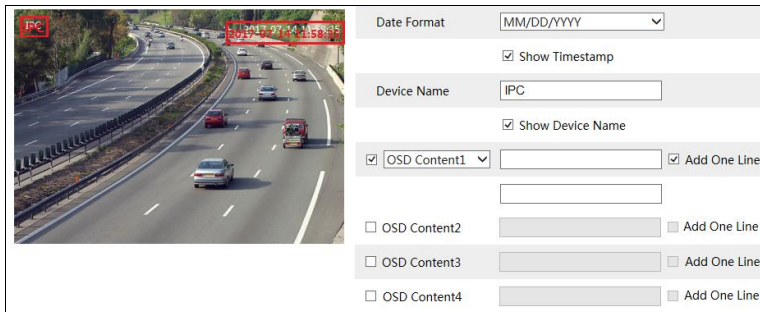 IPC
2017-07-14 11:58:35
Date Format MM/DD/YYYY
Show Timestamp
Device Name IPC
Show Device Name
OSD Content1 Add One Line
OSD Content2 Add One Line
OSD Content3 Add One Line
OSD Content4 Add One Line